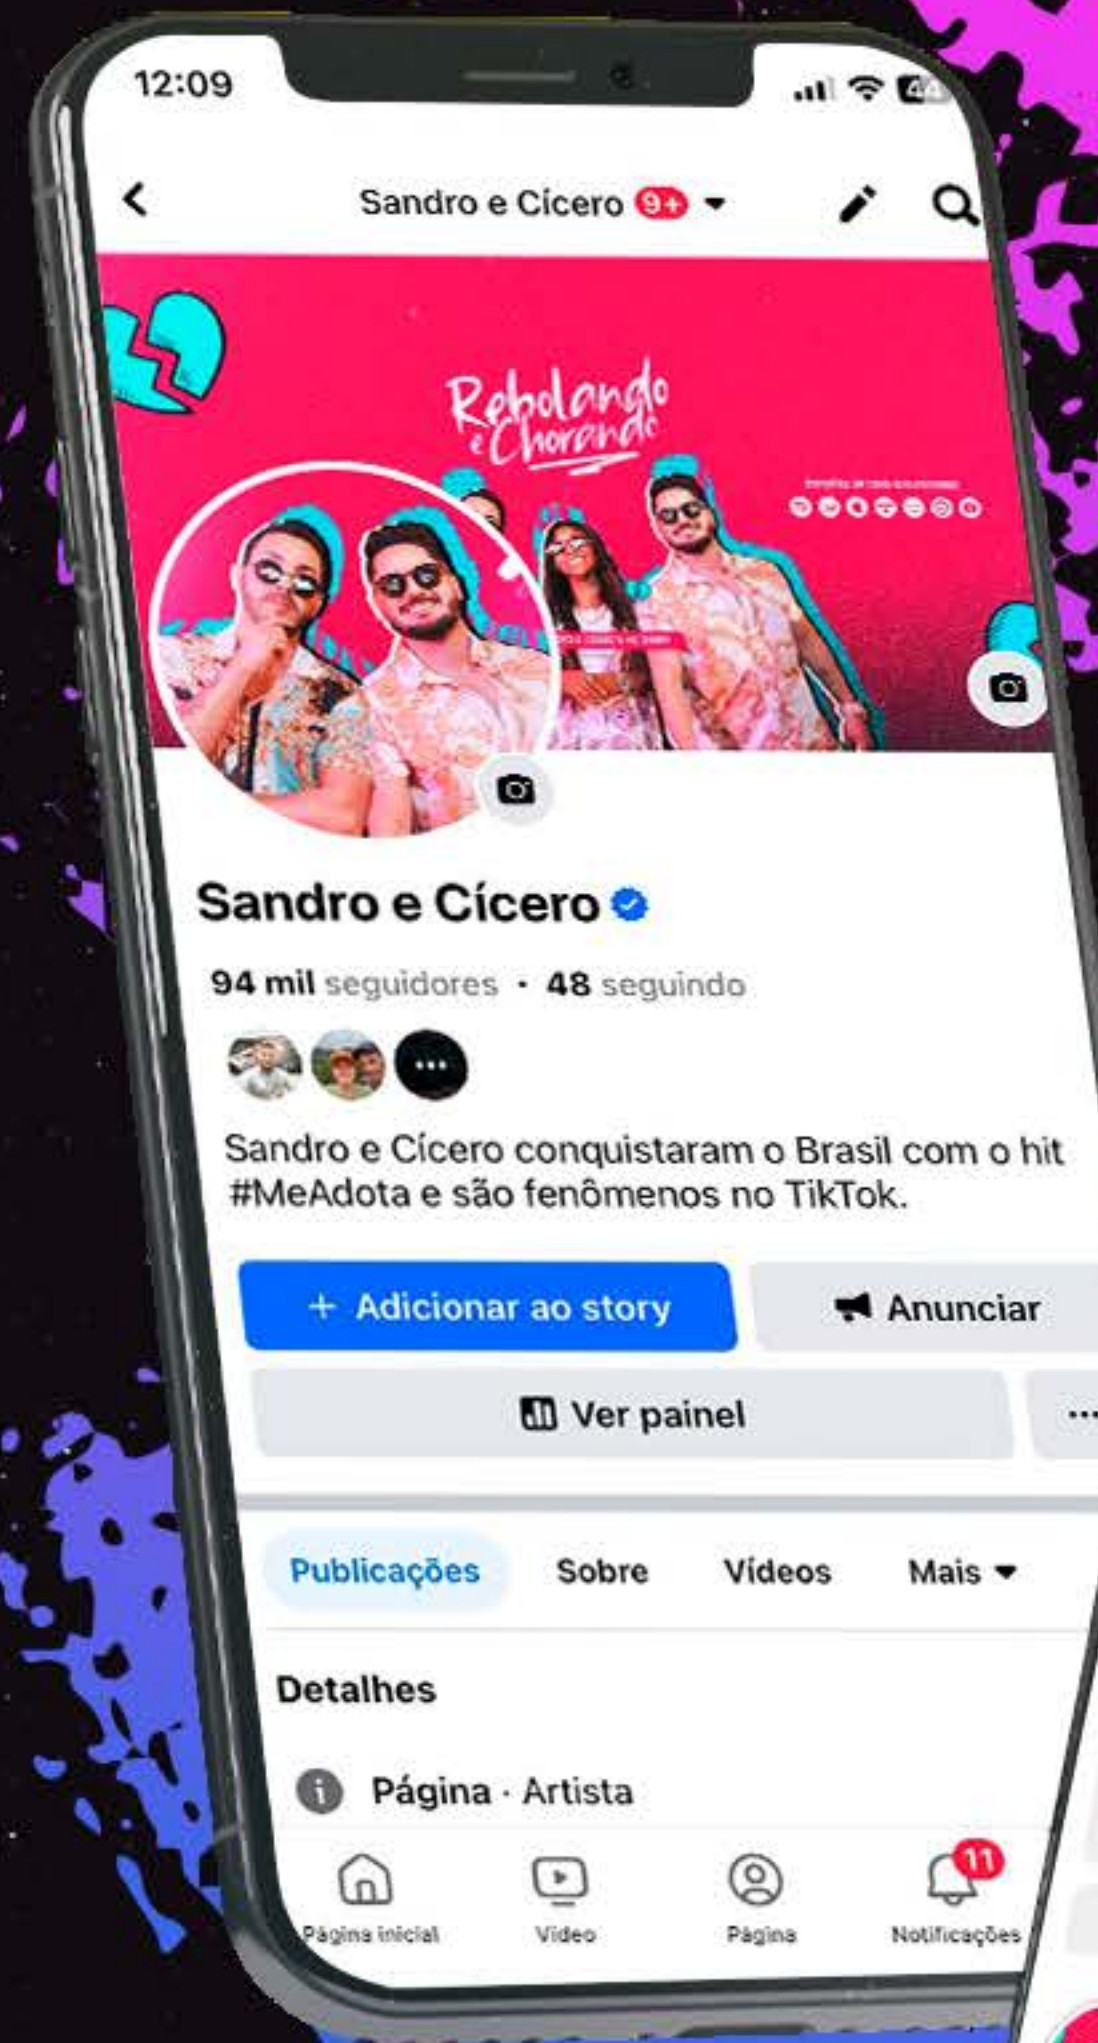 12:09
44
Sandro e Cícero 9+
Rebolando
e Chorando
Sandro e Cícero
94 mil seguidores · 48 seguindo
Sandro e Cícero conquistaram o Brasil com o hit
#MeAdota e são fenômenos no TikTok.
+ Adicionar ao story
Anunciar
Ver painel
Publicações Sobre Vídeos Mais
Detalhes
Página · Artista
11
Página inicial Video Página Notificações